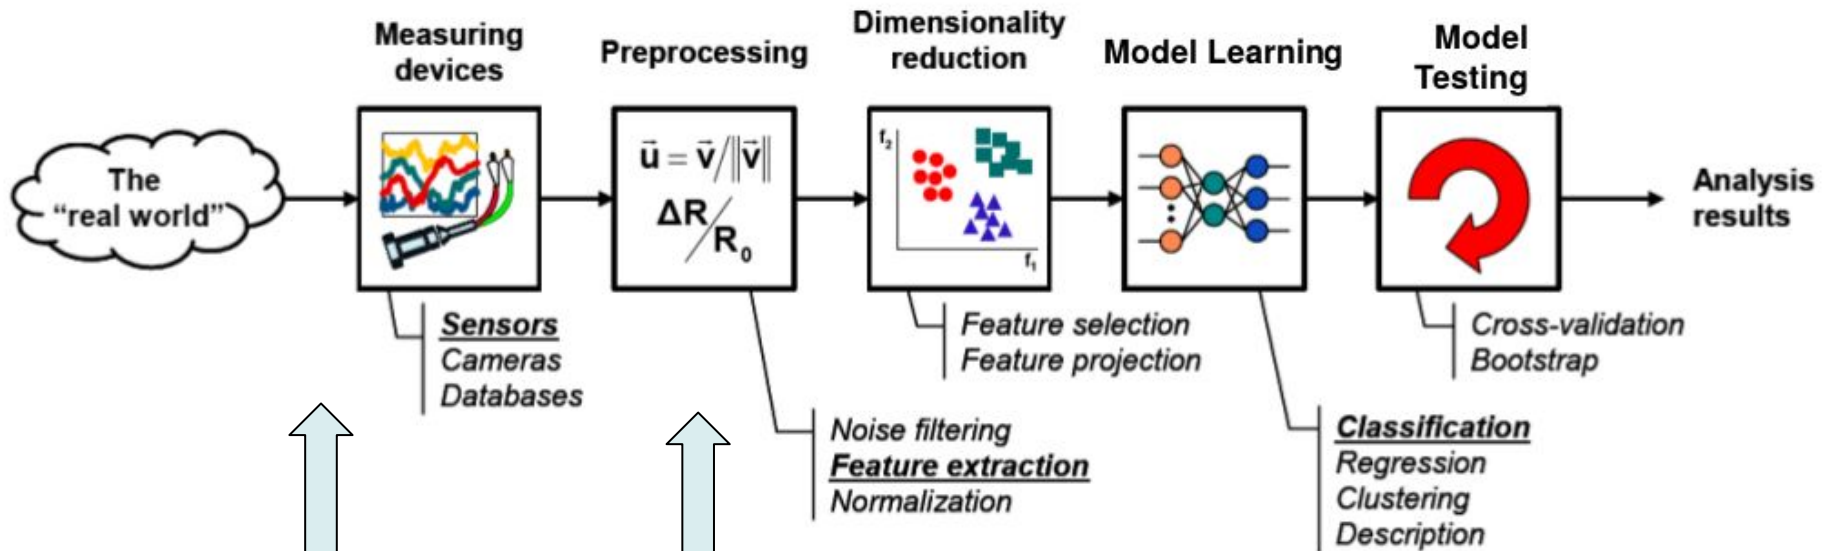 Measuring
devices
Preprocessing
Dimensionality
reduction
Model Learning
Model
Testing
The
“real world”
u⃗ = v⃗/‖v⃗‖
ΔR/R₀
f₂
f₁
Analysis
results
Sensors
Cameras
Databases
Noise filtering
Feature extraction
Normalization
Feature selection
Feature projection
Classification
Regression
Clustering
Description
Cross-validation
Bootstrap